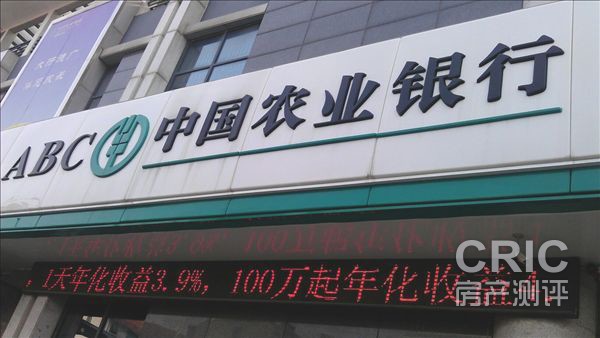 ABC 中国农业银行
,1天年化收益3.9%, 100万起年化收益4
CRIC
房产测评